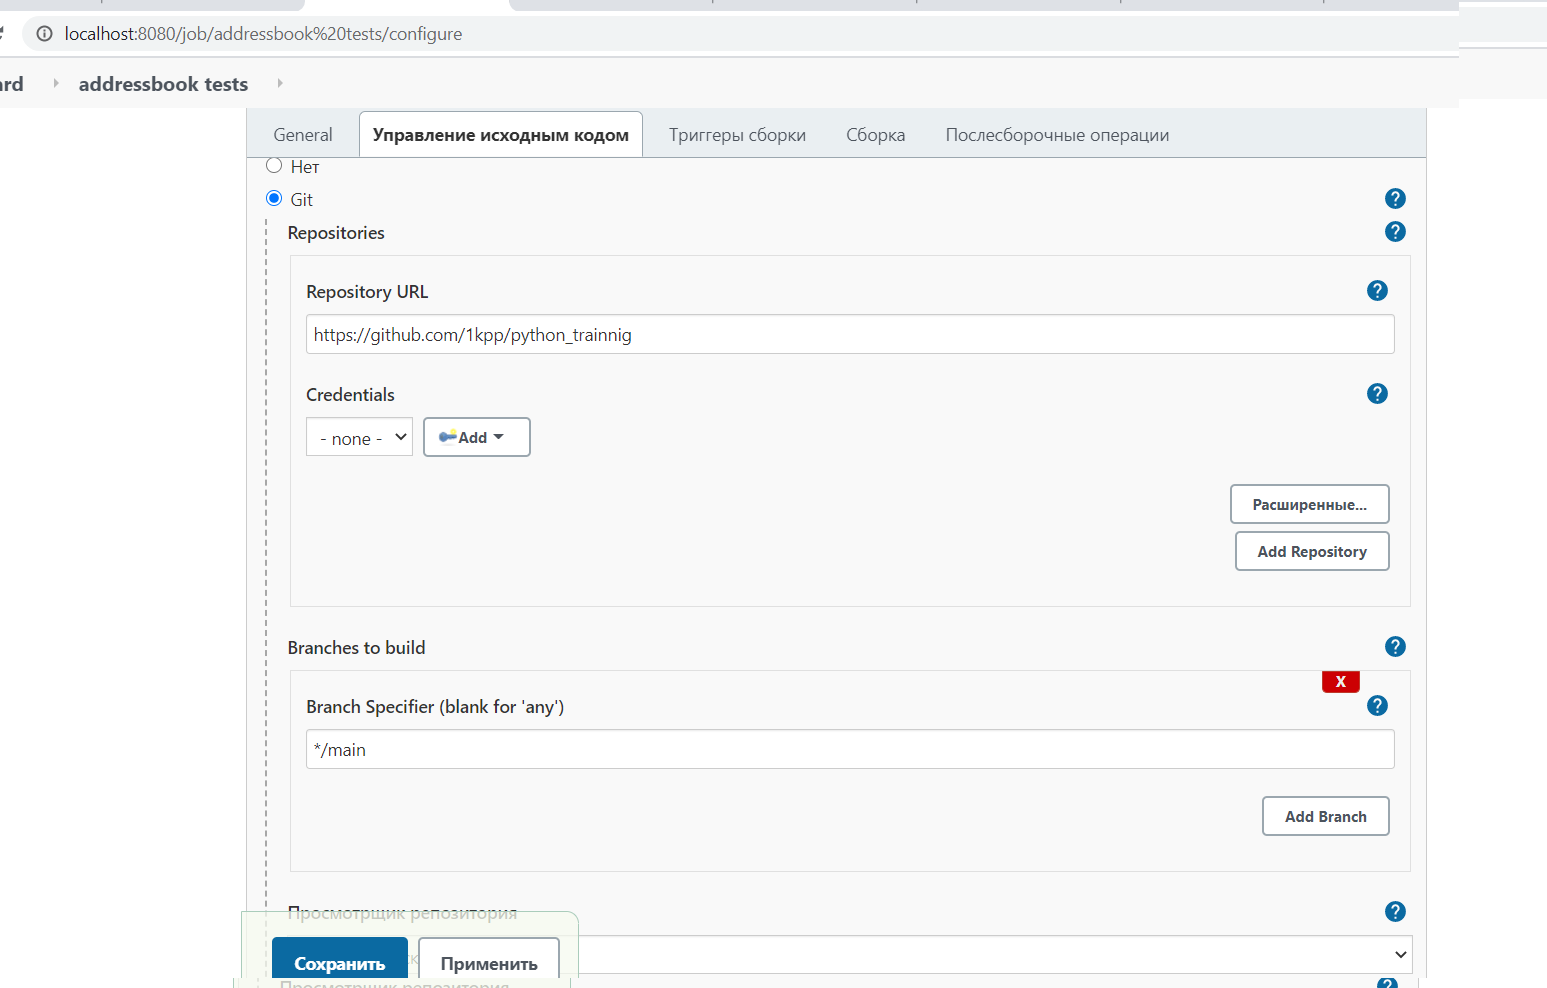 localhost:8080/job/addressbook%20tests/configure
addressbook tests
General Управление исходным кодом Триггеры сборки Сборка Послесборочные операции
Нет
Git
?
Repositories
?
Repository URL
?
https://github.com/1kpp/python_trainnig
Credentials
?
- none -
Add
Расширенные...
Add Repository
Branches to build
?
X
Branch Specifier (blank for 'any')
?
*/main
Add Branch
Просмотрщик репозитория
?
Сохранить
Применить
Просмотрщик репозитория
?